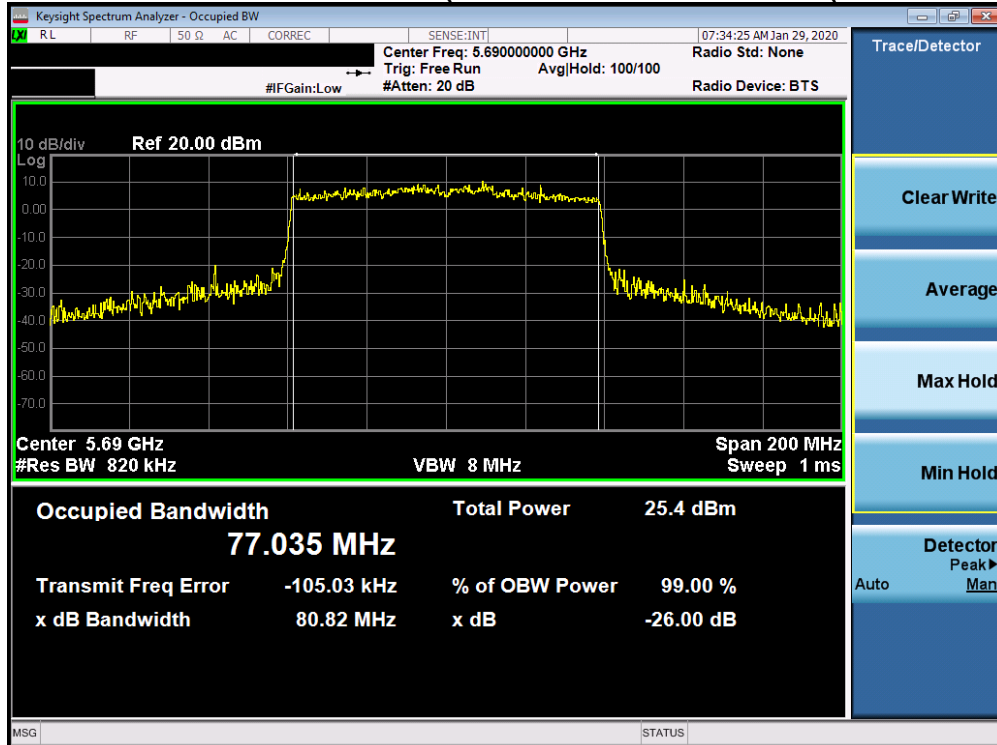 Keysight Spectrum Analyzer - Occupied BW
LXI RL RF 50 Ω AC CORREC SENSE:INT 07:34:25 AM Jan 29, 2020
Center Freq: 5.690000000 GHz Radio Std: None
Trig: Free Run Avg|Hold: 100/100
#IFGain:Low #Atten: 20 dB Radio Device: BTS
10 dB/div Ref 20.00 dBm
Log
10.0
0.00
-10.0
-20.0
-30.0
-40.0
-50.0
-60.0
-70.0
Center 5.69 GHz Span 200 MHz
#Res BW 820 kHz VBW 8 MHz Sweep 1 ms
Occupied Bandwidth Total Power 25.4 dBm
77.035 MHz
Transmit Freq Error -105.03 kHz % of OBW Power 99.00 %
x dB Bandwidth 80.82 MHz x dB -26.00 dB
MSG STATUS
Trace/Detector
Clear Write
Average
Max Hold
Min Hold
Detector
Peak▶
Auto Man